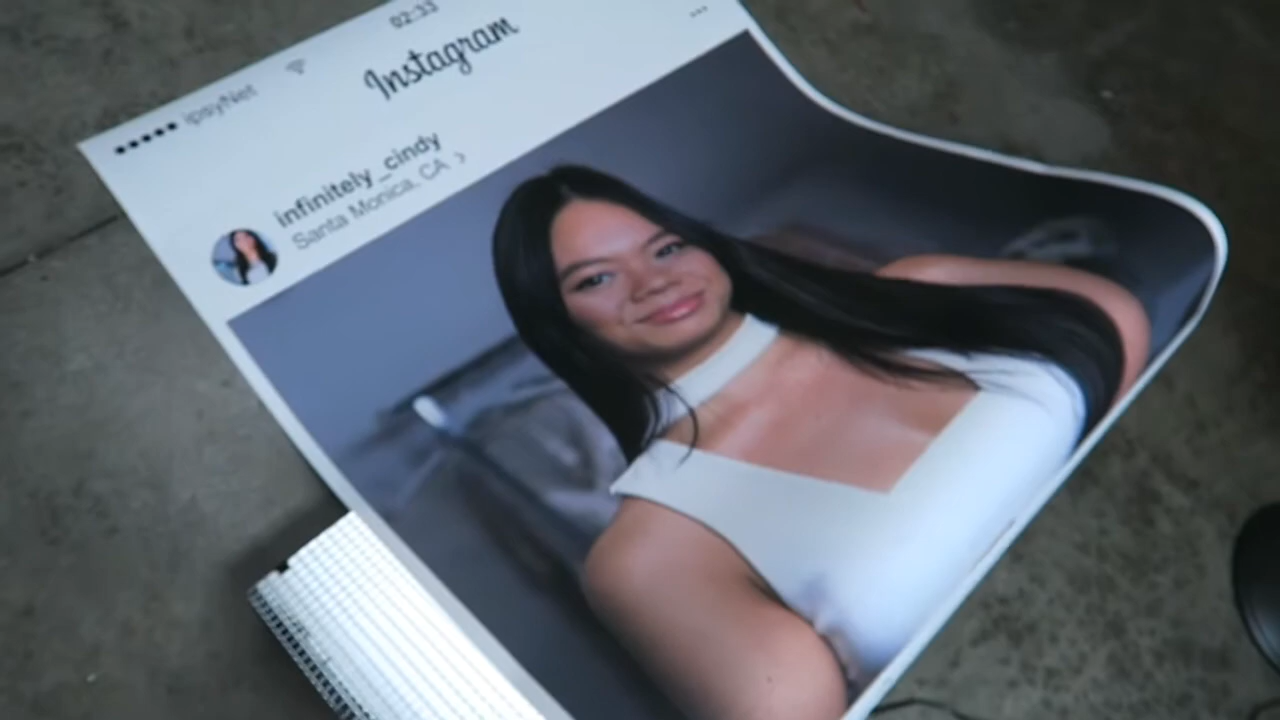 ●●●●● ipsyNet 02:33
Instagram
infinitely_cindy
Santa Monica, CA >